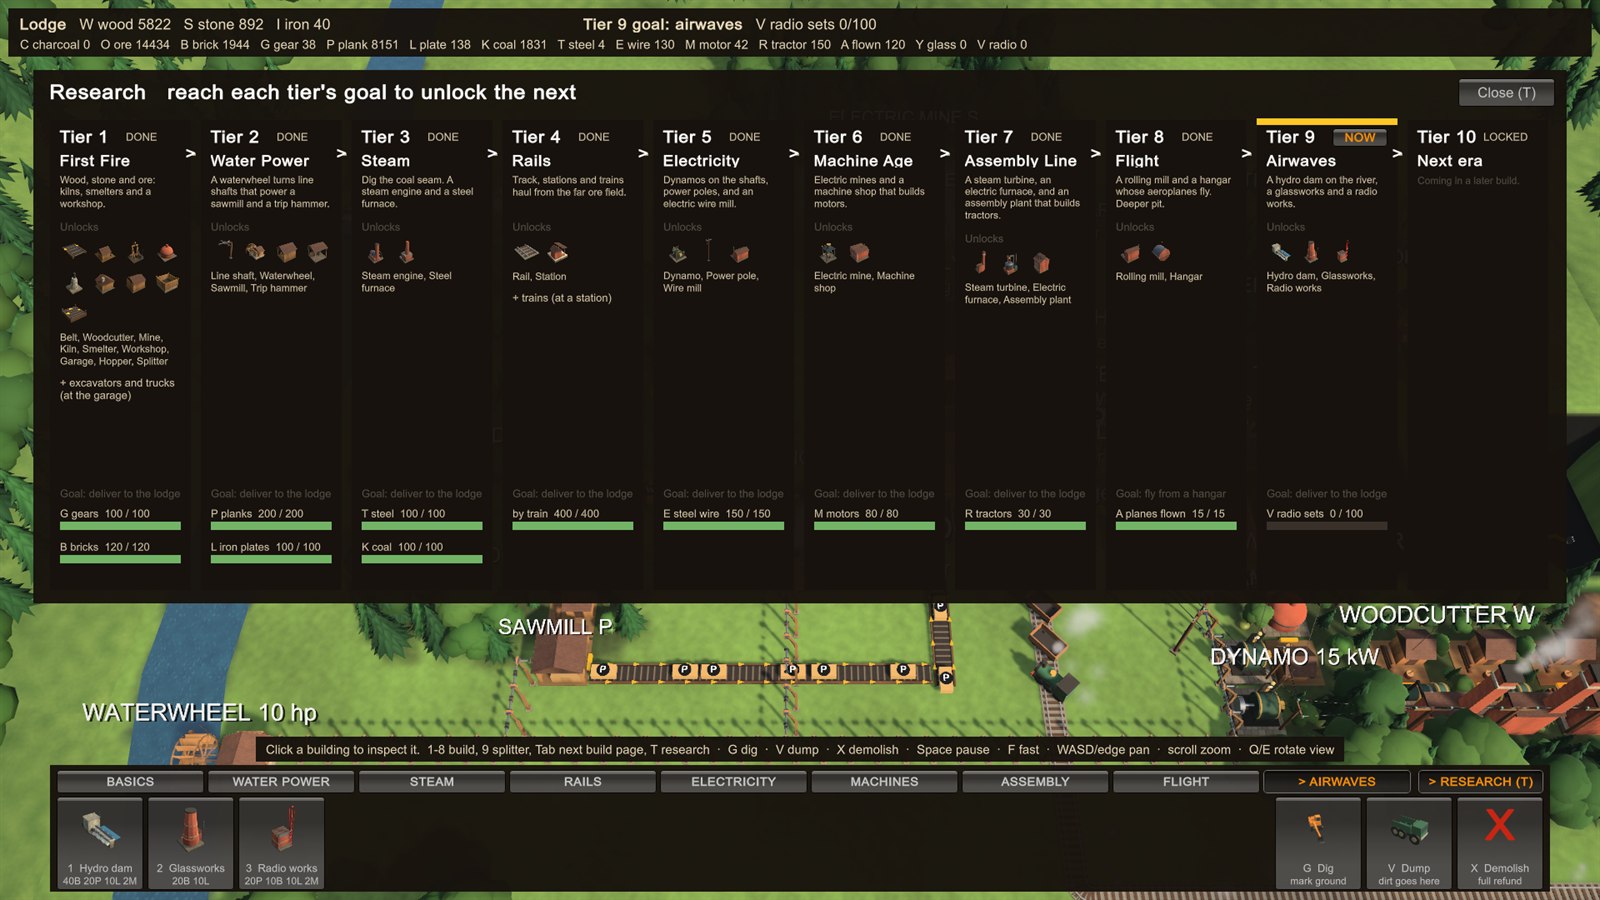 Lodge W wood 5822 S stone 892 I iron 40
Tier 9 goal: airwaves V radio sets 0/100
C charcoal 0 O ore 14434 B brick 1944 G gear 38 P plank 8151 L plate 138 K coal 1831 T steel 4 E wire 130 M motor 42 R tractor 150 A flown 120 Y glass 0 V radio 0
Research reach each tier's goal to unlock the next
Close (T)
Tier 1 DONE
First Fire
Wood, stone and ore:
kilns, smelters and a
workshop.
Unlocks
Belt, Woodcutter, Mine,
Kiln, Smelter, Workshop,
Garage, Hopper, Splitter
+ excavators and trucks
(at the garage)
Goal: deliver to the lodge
G gears 100 / 100
B bricks 120 / 120
>
Tier 2 DONE
Water Power
A waterwheel turns line
shafts that power a
sawmill and a trip hammer.
Unlocks
Line shaft, Waterwheel,
Sawmill, Trip hammer
Goal: deliver to the lodge
P planks 200 / 200
L iron plates 100 / 100
>
Tier 3 DONE
Steam
Dig the coal seam. A
steam engine and a steel
furnace.
Unlocks
Steam engine, Steel
furnace
Goal: deliver to the lodge
T steel 100 / 100
K coal 100 / 100
>
Tier 4 DONE
Rails
Track, stations and trains
haul from the far ore field.
Unlocks
Rail, Station
+ trains (at a station)
Goal: deliver to the lodge
by train 400 / 400
>
Tier 5 DONE
Electricity
Dynamos on the shafts,
power poles, and an
electric wire mill.
Unlocks
Dynamo, Power pole,
Wire mill
Goal: deliver to the lodge
E steel wire 150 / 150
>
Tier 6 DONE
Machine Age
Electric mines and a
machine shop that builds
motors.
Unlocks
Electric mine, Machine
shop
Goal: deliver to the lodge
M motors 80 / 80
>
Tier 7 DONE
Assembly Line
A steam turbine, an
electric furnace, and an
assembly plant that builds
tractors.
Unlocks
Steam turbine, Electric
furnace, Assembly plant
Goal: deliver to the lodge
R tractors 30 / 30
>
Tier 8 DONE
Flight
A rolling mill and a hangar
whose aeroplanes fly.
Deeper pit.
Unlocks
Rolling mill, Hangar
Goal: fly from a hangar
A planes flown 15 / 15
>
Tier 9 NOW
Airwaves
A hydro dam on the river,
a glassworks and a radio
works.
Unlocks
Hydro dam, Glassworks,
Radio works
Goal: deliver to the lodge
V radio sets 0 / 100
>
Tier 10 LOCKED
Next era
Coming in a later build.
SAWMILL P
WOODCUTTER W
DYNAMO 15 kW
WATERWHEEL 10 hp
P P P P P P P P
Click a building to inspect it. 1-8 build, 9 splitter, Tab next build page, T research · G dig · V dump · X demolish · Space pause · F fast · WASD/edge pan · scroll zoom · Q/E rotate view
BASICS
WATER POWER
STEAM
RAILS
ELECTRICITY
MACHINES
ASSEMBLY
FLIGHT
> AIRWAVES
> RESEARCH (T)
1 Hydro dam
40B 20P 10L 2M
2 Glassworks
20B 10L
3 Radio works
20P 10B 10L 2M
G Dig
mark ground
V Dump
dirt goes here
X Demolish
full refund